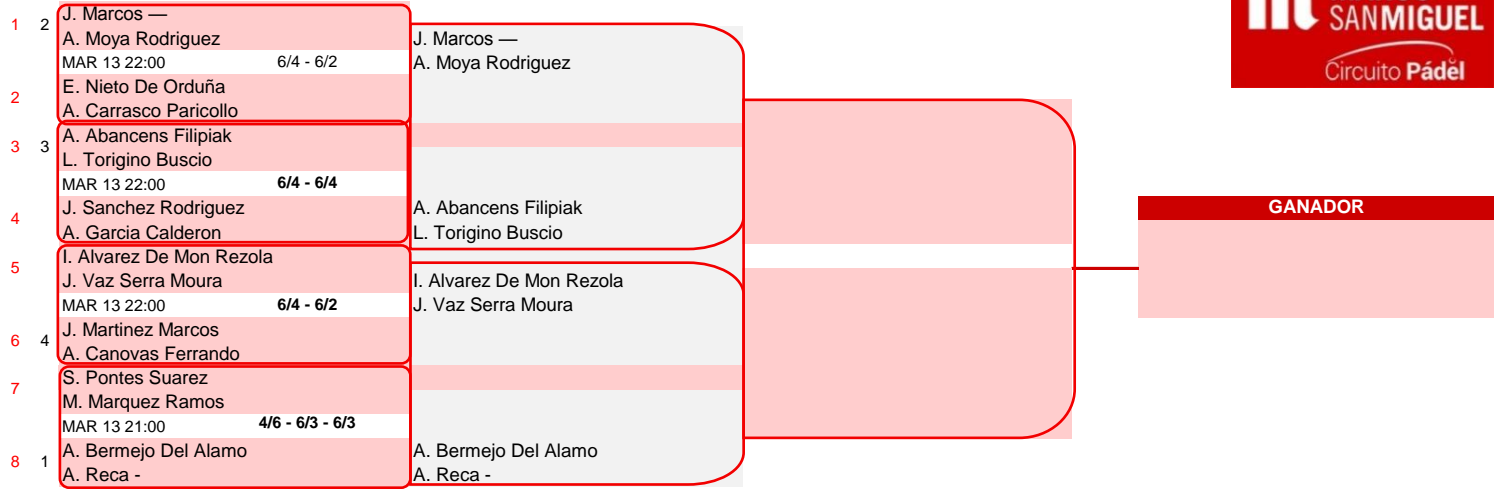 1 2 J. Marcos —
A. Moya Rodriguez
MAR 13 22:00 6/4 - 6/2
2 E. Nieto De Orduña
A. Carrasco Paricollo
3 3 A. Abancens Filipiak
L. Torigino Buscio
MAR 13 22:00 6/4 - 6/4
4 J. Sanchez Rodriguez
A. Garcia Calderon
5 I. Alvarez De Mon Rezola
J. Vaz Serra Moura
MAR 13 22:00 6/4 - 6/2
6 4 J. Martinez Marcos
A. Canovas Ferrando
7 S. Pontes Suarez
M. Marquez Ramos
MAR 13 21:00 4/6 - 6/3 - 6/3
8 1 A. Bermejo Del Alamo
A. Reca -
J. Marcos —
A. Moya Rodriguez
A. Abancens Filipiak
L. Torigino Buscio
I. Alvarez De Mon Rezola
J. Vaz Serra Moura
A. Bermejo Del Alamo
A. Reca -
SANMIGUEL
Circuito Pádel
GANADOR